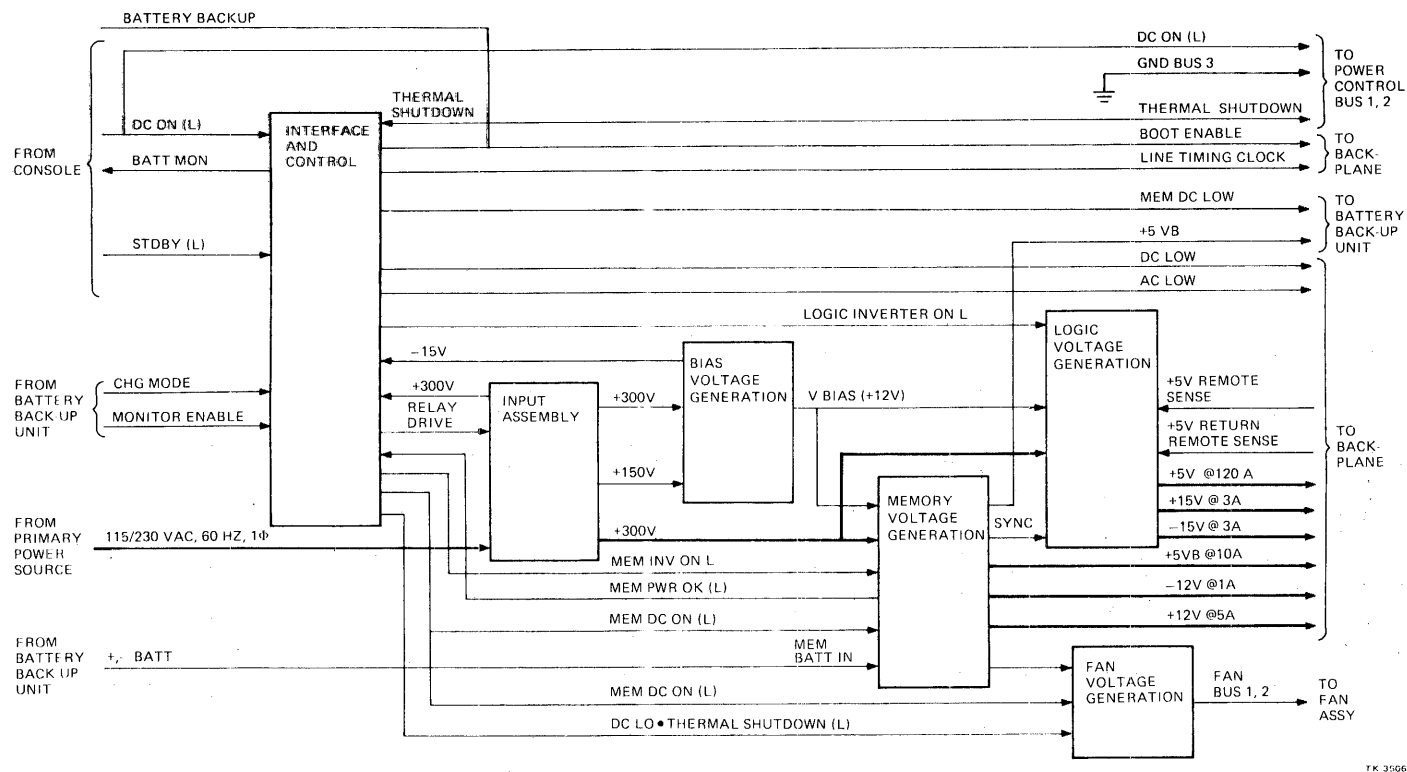 BATTERY BACKUP
DC ON (L)
GND BUS 3
TO
POWER
CONTROL
BUS 1, 2
THERMAL
SHUTDOWN
THERMAL SHUTDOWN
FROM
CONSOLE
DC ON (L)
BATT MON
STDBY (L)
INTERFACE
AND
CONTROL
BOOT ENABLE
LINE TIMING CLOCK
TO
BACK-
PLANE
MEM DC LOW
+5 VB
TO
BATTERY
BACK-UP
UNIT
DC LOW
AC LOW
LOGIC INVERTER ON L
LOGIC
VOLTAGE
GENERATION
−15V
BIAS
VOLTAGE
GENERATION
FROM
BATTERY
BACK UP
UNIT
CHG MODE
MONITOR ENABLE
+300V
RELAY
DRIVE
INPUT
ASSEMBLY
+300V
+150V
+300V
V BIAS (+12V)
+5V REMOTE
SENSE
+5V RETURN
REMOTE SENSE
TO
BACK-
PLANE
+5V @120 A
+15V @ 3A
−15V @ 3A
+5VB @10A
−12V @1A
+12V @5A
MEMORY
VOLTAGE
GENERATION
SYNC
FROM
PRIMARY
POWER
SOURCE
115/230 VAC, 60 HZ, 1Φ
MEM INV ON L
MEM PWR OK (L)
MEM DC ON (L)
FROM
BATTERY
BACK UP
UNIT
+,- BATT
MEM
BATT IN
MEM DC ON (L)
DC LO • THERMAL SHUTDOWN (L)
FAN
VOLTAGE
GENERATION
FAN
BUS 1, 2
TO
FAN
ASSY
TK 3506